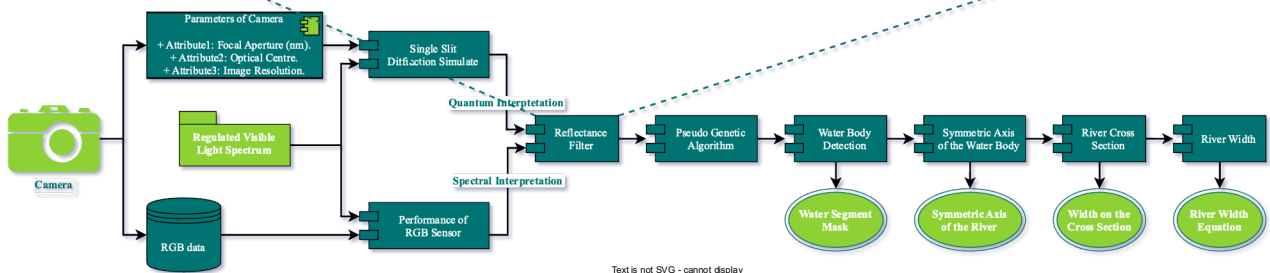 Parameters of Camera
+ Attribute1: Focal Aperture (nm).
+ Attribute2: Optical Centre.
+ Attribute3: Image Resolution.
Single Slit
Diffraction Simulate
Quantum Interptetation
Regulated Visible
Light Spectrum
Camera
Reflectance
Filter
Pseudo Genetic
Algorithm
Water Body
Detection
Symmetric Axis
of the Water Body
River Cross
Section
River Width
Spectral Interpretation
RGB data
Performance of
RGB Sensor
Water Segment
Mask
Symmetric Axis
of the River
Width on the
Cross Section
River Width
Equation
Text is not SVG - cannot display